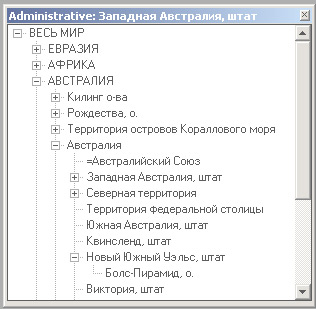 Administrative: Западная Австралия, штат
ВЕСЬ МИР
ЕВРАЗИЯ
АФРИКА
АВСТРАЛИЯ
Килинг о-ва
Рождества, о.
Территория островов Кораллового моря
Австралия
=Австралийский Союз
Западная Австралия, штат
Северная территория
Территория федеральной столицы
Южная Австралия, штат
Квинсленд, штат
Новый Южный Уэльс, штат
Болс-Пирамид, о.
Виктория, штат